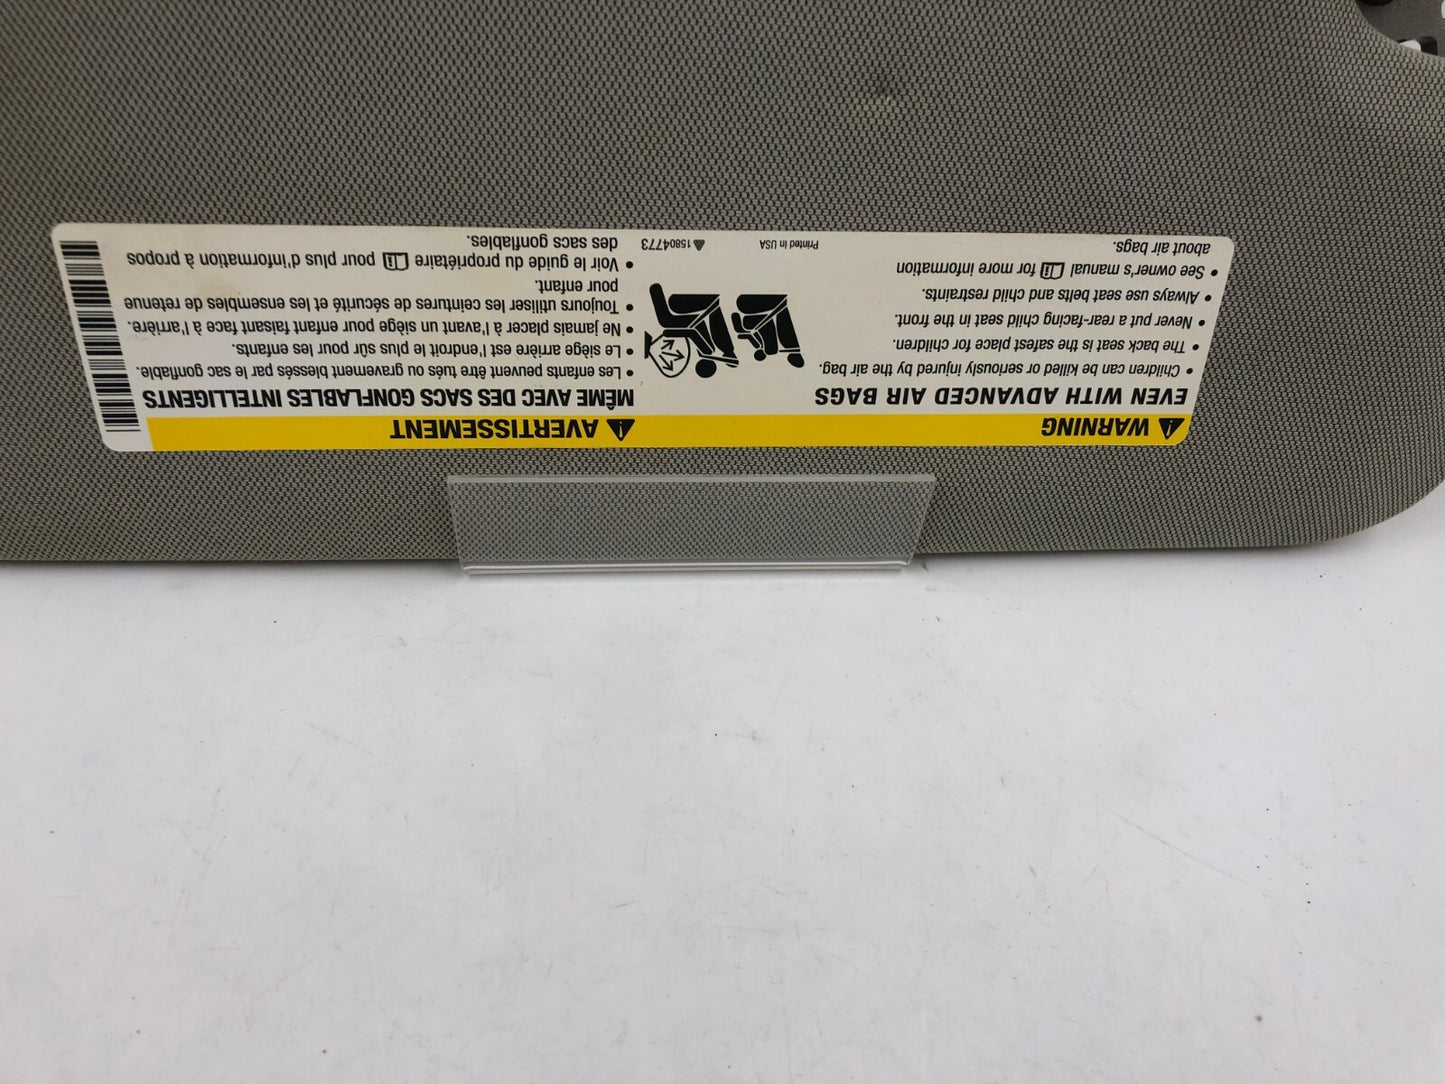 ⚠ WARNING
EVEN WITH ADVANCED AIR BAGS
• Children can be killed or seriously injured by the air bag.
• The back seat is the safest place for children.
• Never put a rear-facing child seat in the front.
• Always use seat belts and child restraints.
• See owner's manual for more information
about air bags.
Printed in USA
15804773
⚠ AVERTISSEMENT
MÊME AVEC DES SACS GONFLABLES INTELLIGENTS
• Les enfants peuvent être tués ou gravement blessés par le sac gonflable.
• Le siège arrière est l'endroit le plus sûr pour les enfants.
• Ne jamais placer à l'avant un siège pour enfant faisant face à l'arrière.
• Toujours utiliser les ceintures de sécurité et les ensembles de retenue
pour enfant.
• Voir le guide du propriétaire pour plus d'information à propos
des sacs gonflables.